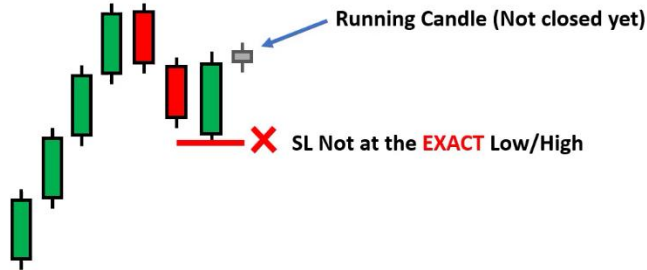 Running Candle (Not closed yet)
SL Not at the EXACT Low/High